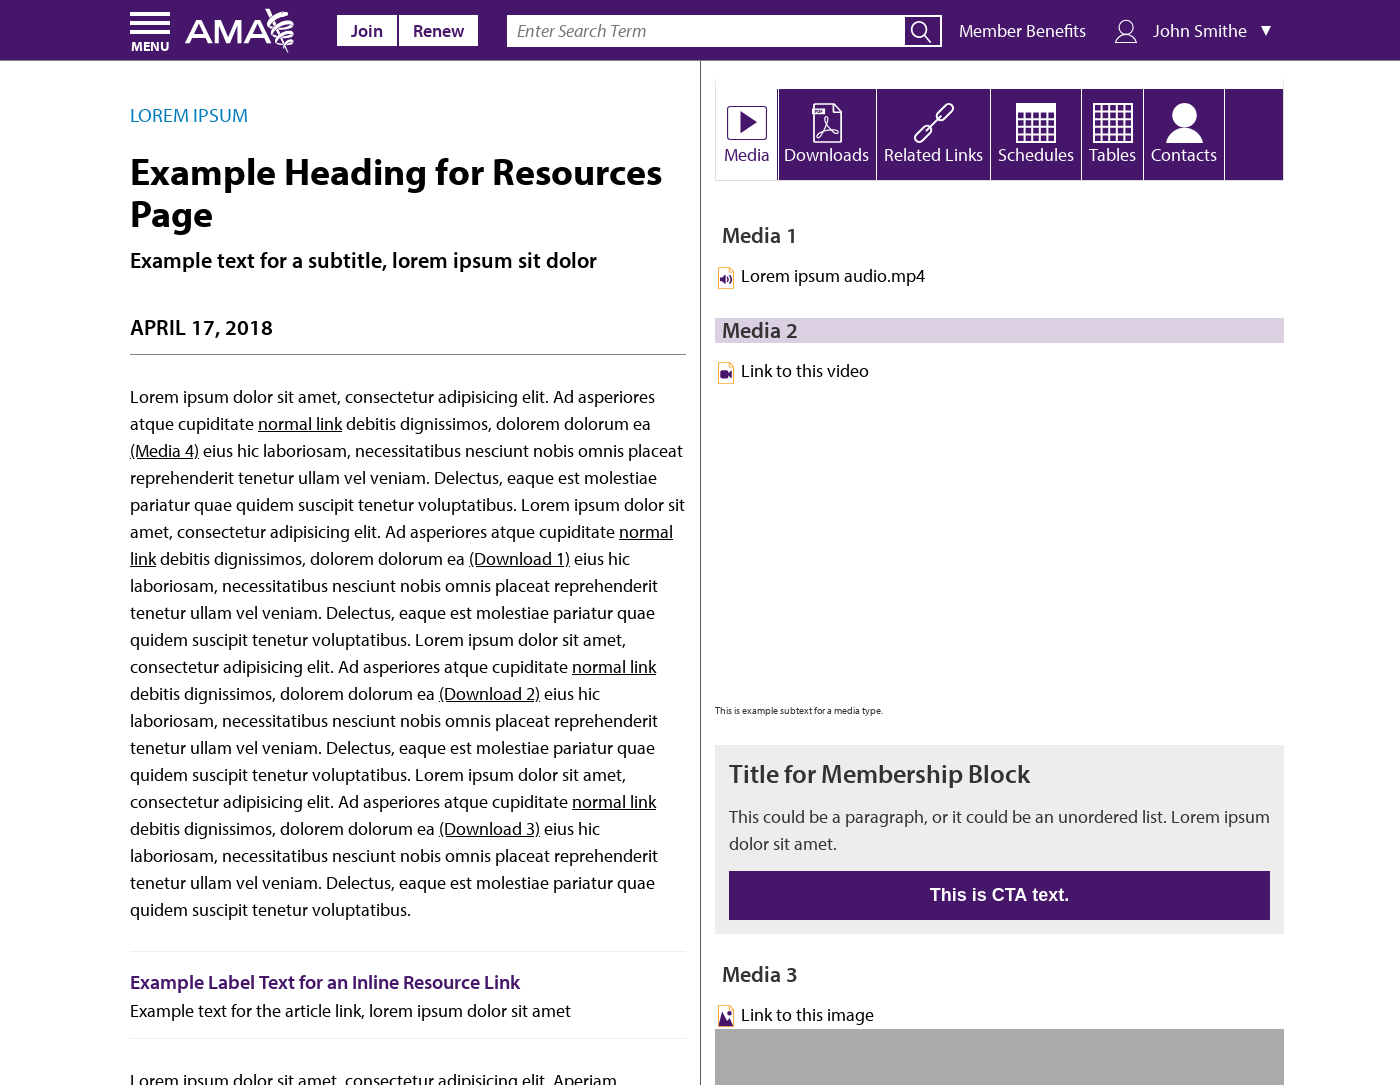 MENU
AMA
Join
Renew
Enter Search Term
Member Benefits
John Smithe ▼
LOREM IPSUM
Example Heading for Resources
Page
Example text for a subtitle, lorem ipsum sit dolor
APRIL 17, 2018
Lorem ipsum dolor sit amet, consectetur adipisicing elit. Ad asperiores
atque cupiditate normal link debitis dignissimos, dolorem dolorum ea
(Media 4) eius hic laboriosam, necessitatibus nesciunt nobis omnis placeat
reprehenderit tenetur ullam vel veniam. Delectus, eaque est molestiae
pariatur quae quidem suscipit tenetur voluptatibus. Lorem ipsum dolor sit
amet, consectetur adipisicing elit. Ad asperiores atque cupiditate normal
link debitis dignissimos, dolorem dolorum ea (Download 1) eius hic
laboriosam, necessitatibus nesciunt nobis omnis placeat reprehenderit
tenetur ullam vel veniam. Delectus, eaque est molestiae pariatur quae
quidem suscipit tenetur voluptatibus. Lorem ipsum dolor sit amet,
consectetur adipisicing elit. Ad asperiores atque cupiditate normal link
debitis dignissimos, dolorem dolorum ea (Download 2) eius hic
laboriosam, necessitatibus nesciunt nobis omnis placeat reprehenderit
tenetur ullam vel veniam. Delectus, eaque est molestiae pariatur quae
quidem suscipit tenetur voluptatibus. Lorem ipsum dolor sit amet,
consectetur adipisicing elit. Ad asperiores atque cupiditate normal link
debitis dignissimos, dolorem dolorum ea (Download 3) eius hic
laboriosam, necessitatibus nesciunt nobis omnis placeat reprehenderit
tenetur ullam vel veniam. Delectus, eaque est molestiae pariatur quae
quidem suscipit tenetur voluptatibus.
Example Label Text for an Inline Resource Link
Example text for the article link, lorem ipsum dolor sit amet
Lorem ipsum dolor sit amet, consectetur adipisicing elit. Aperiam
Media
PDF
Downloads
Related Links
Schedules
Tables
Contacts
Media 1
Lorem ipsum audio.mp4
Media 2
Link to this video
This is example subtext for a media type.
Title for Membership Block
This could be a paragraph, or it could be an unordered list. Lorem ipsum
dolor sit amet.
This is CTA text.
Media 3
Link to this image